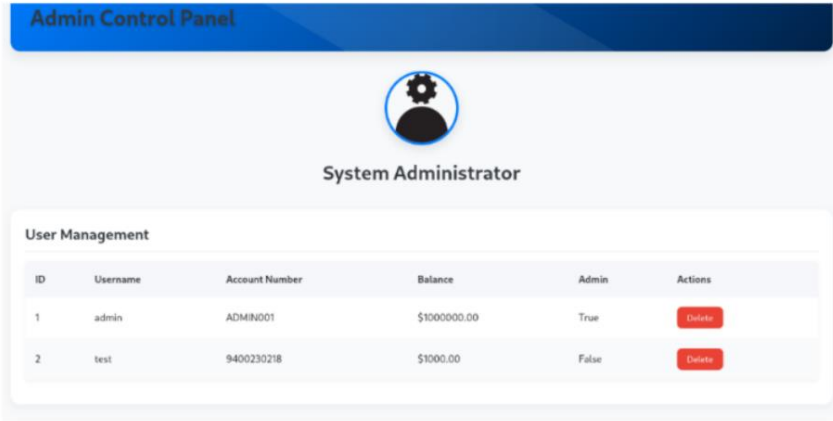 Admin Control Panel
System Administrator
User Management
ID Username Account Number Balance Admin Actions
1 admin ADMIN001 $1000000.00 True Delete
2 test 9400230218 $1000.00 False Delete